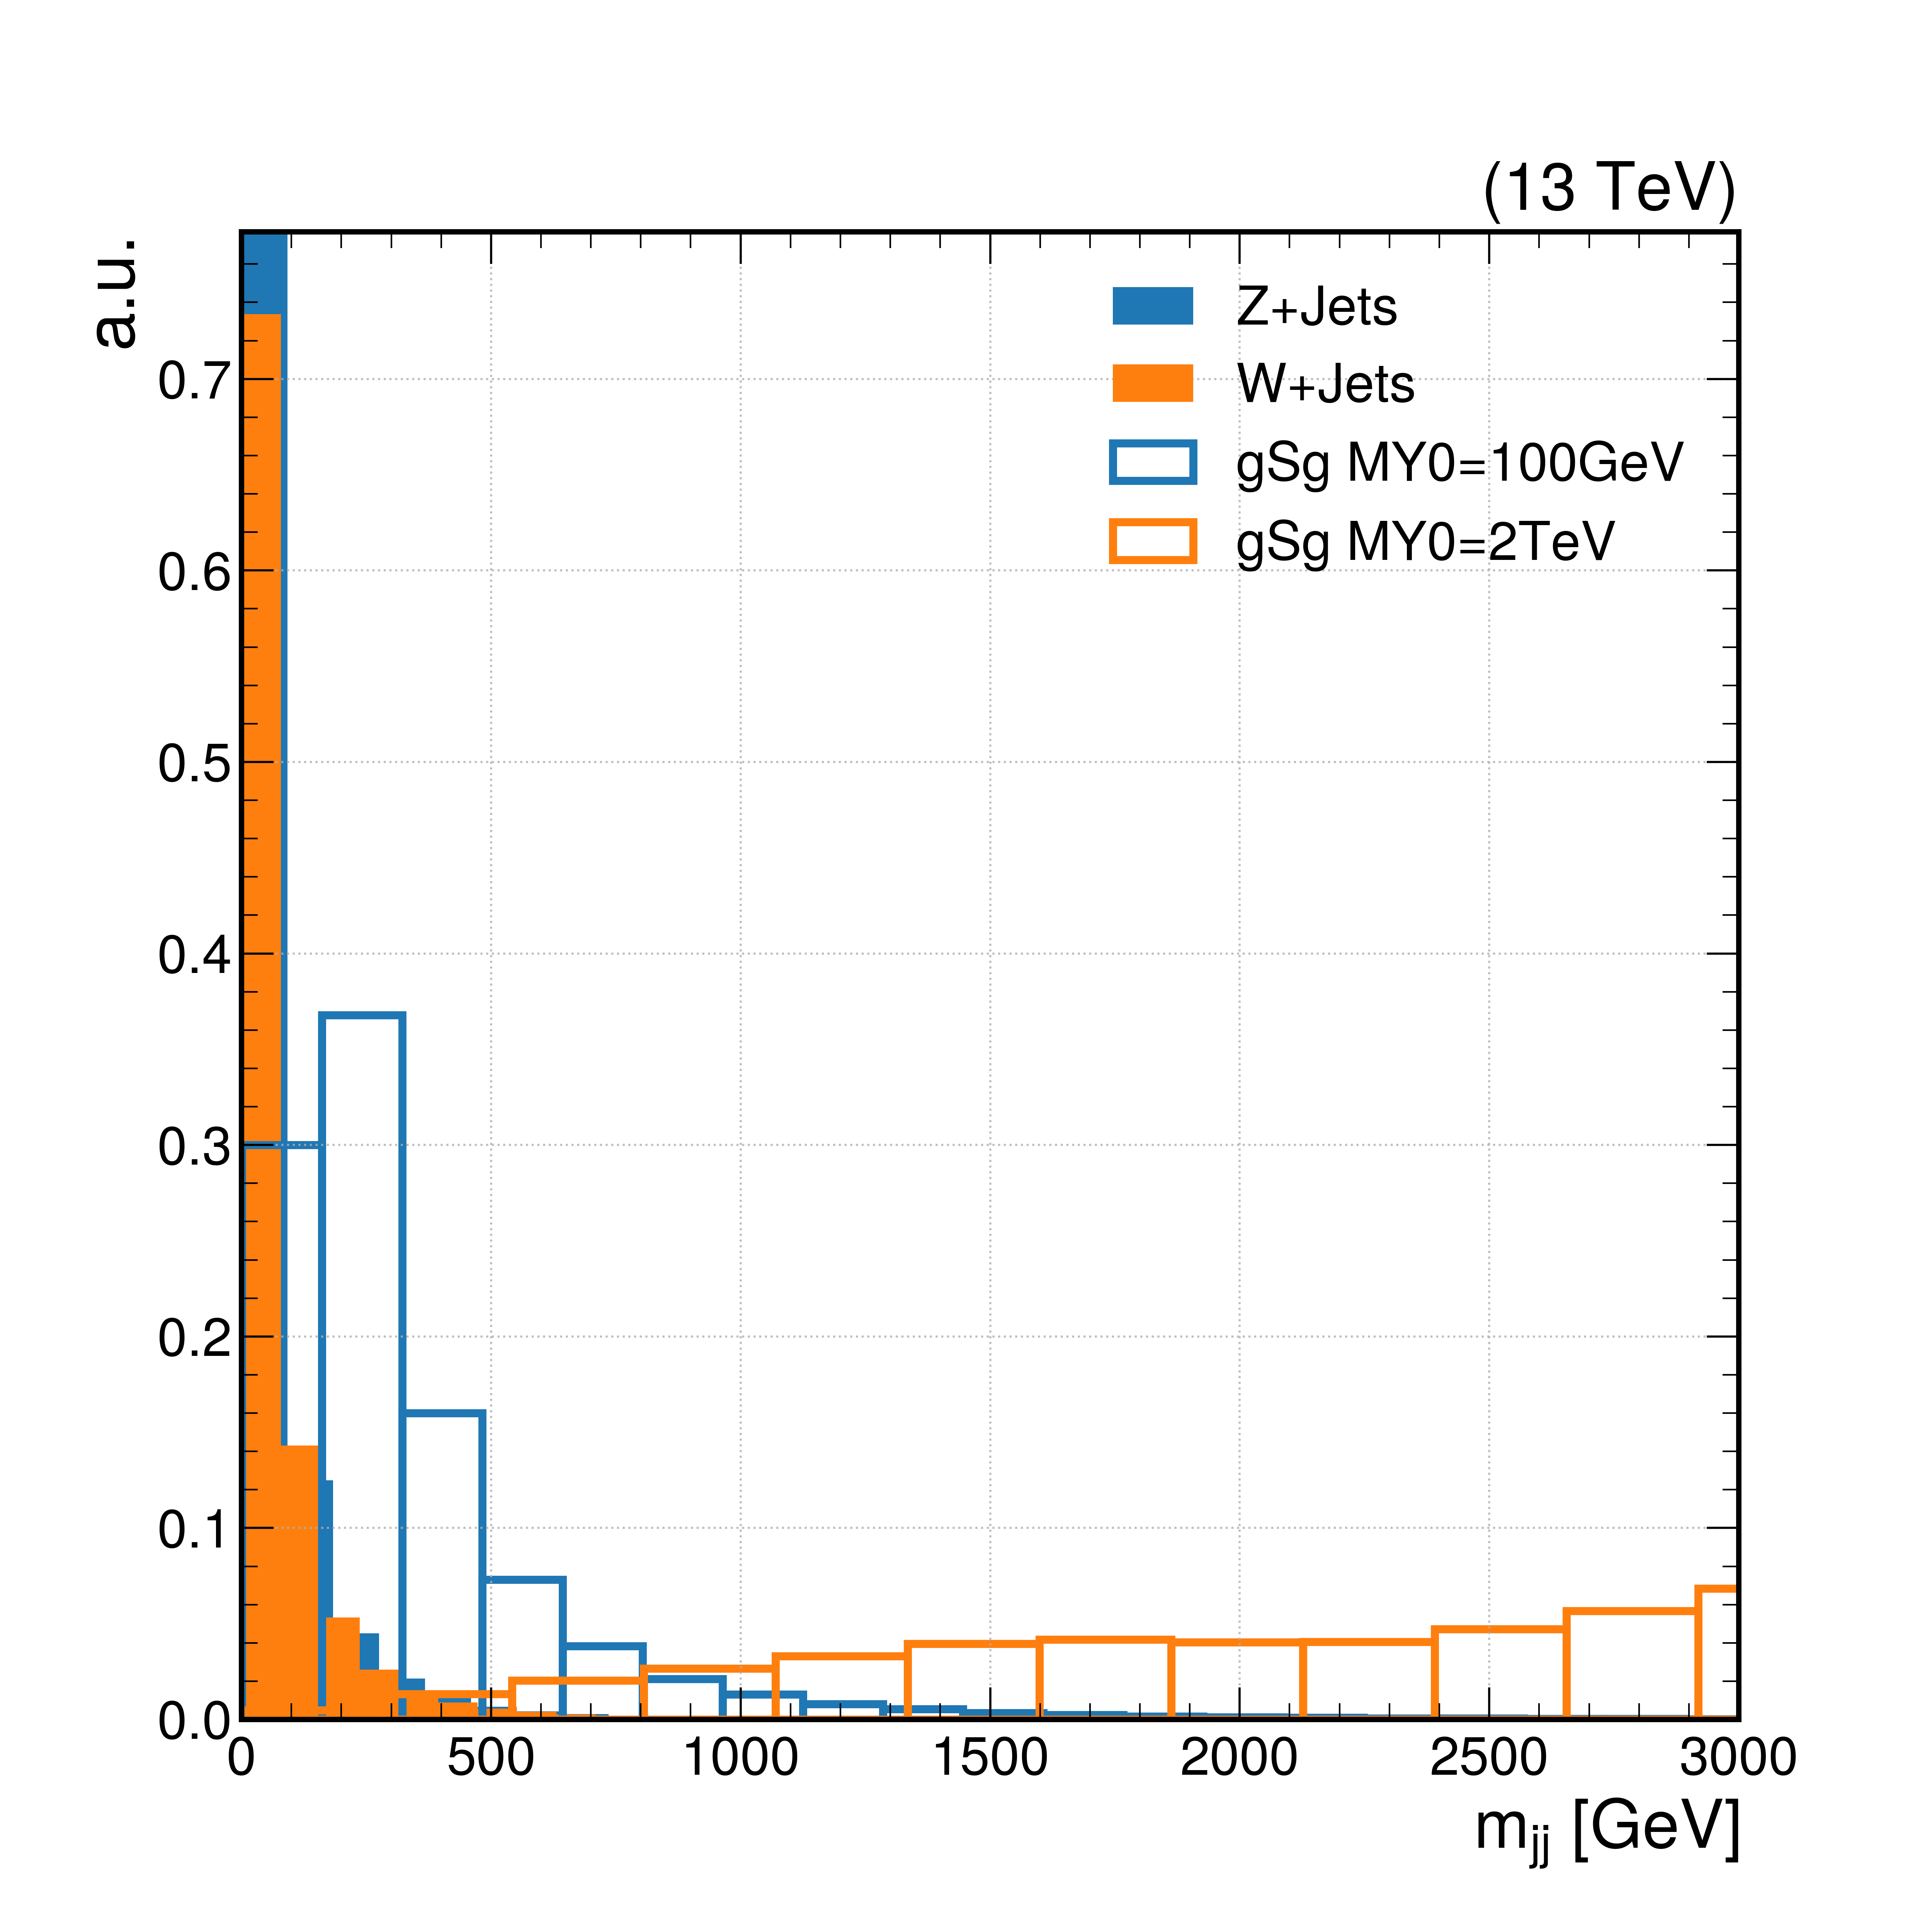 (13 TeV)
a.u.
Z+Jets
W+Jets
gSg MY0=100GeV
gSg MY0=2TeV
0.7
0.6
0.5
0.4
0.3
0.2
0.1
0.0
0 500 1000 1500 2000 2500 3000
m_jj [GeV]